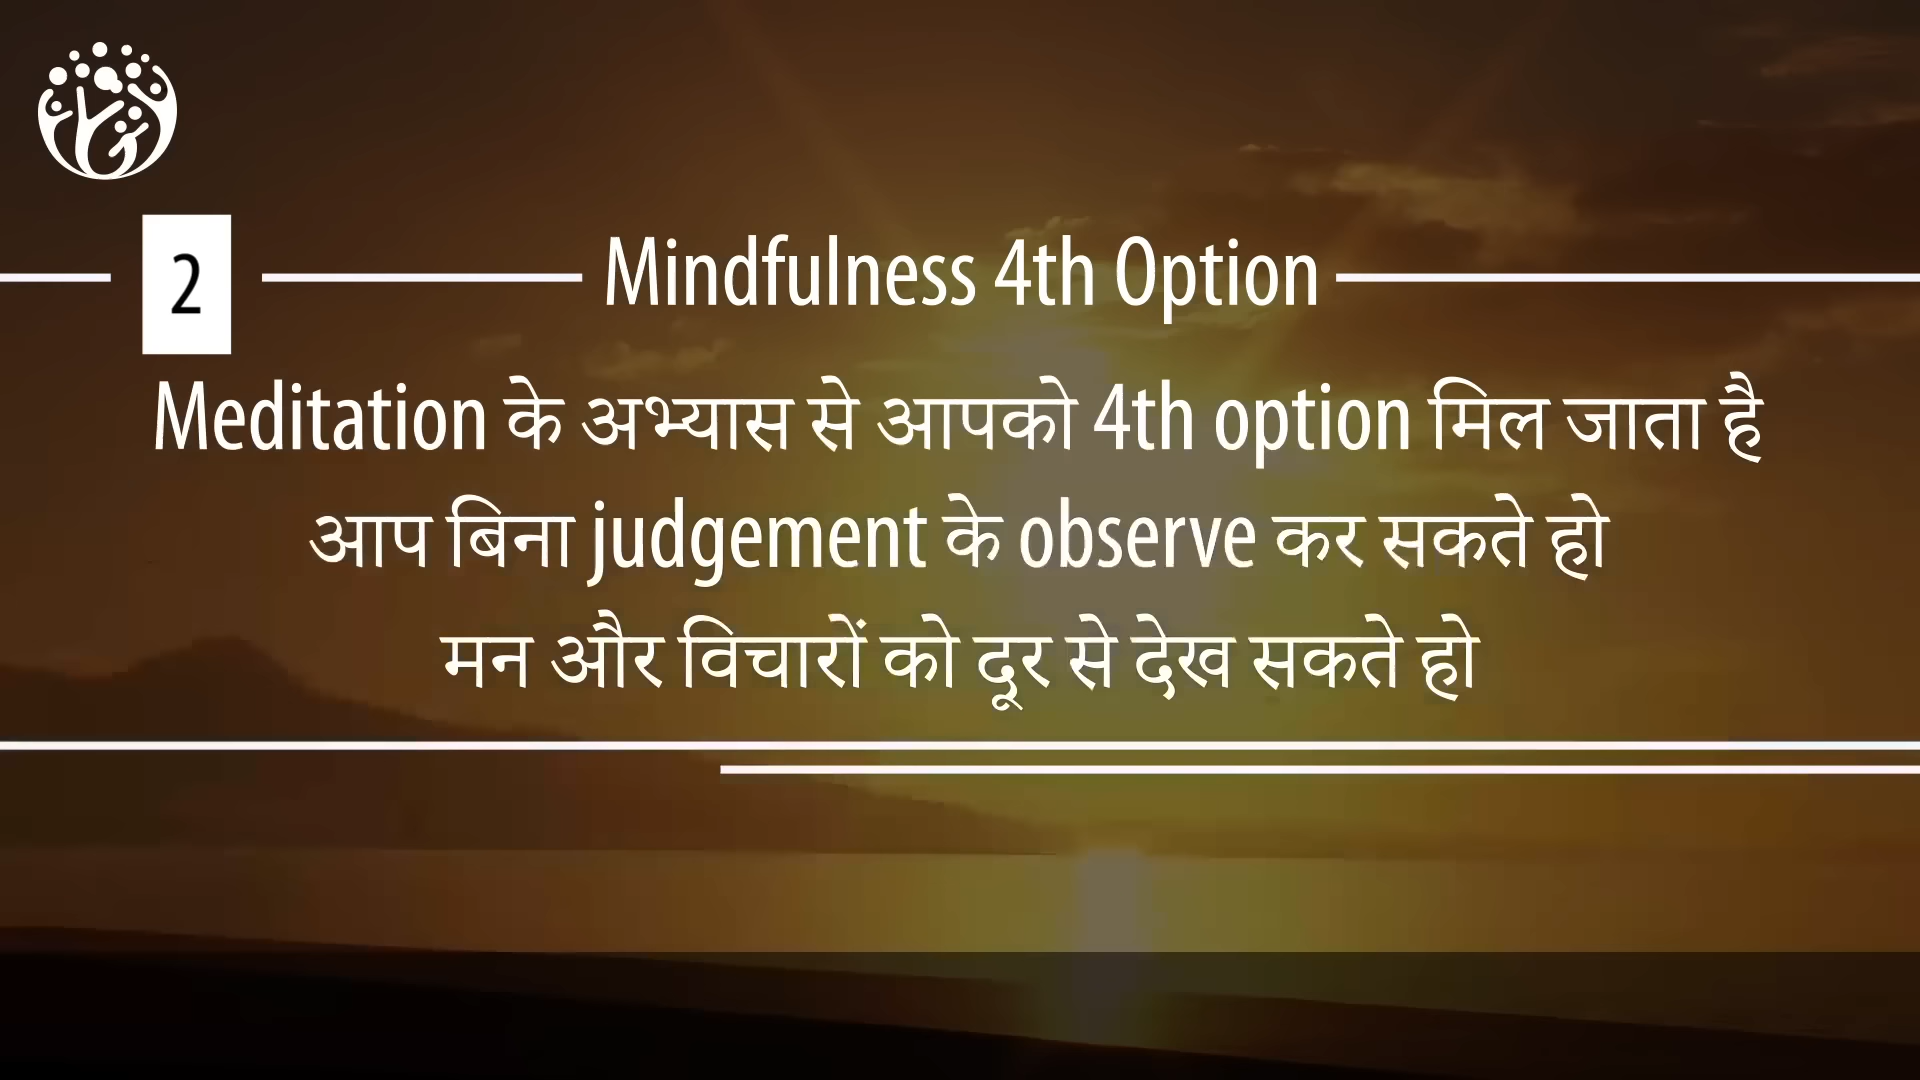 2
Mindfulness 4th Option
Meditation के अभ्यास से आपको 4th option मिल जाता है
आप बिना judgement के observe कर सकते हो
मन और विचारों को दूर से देख सकते हो